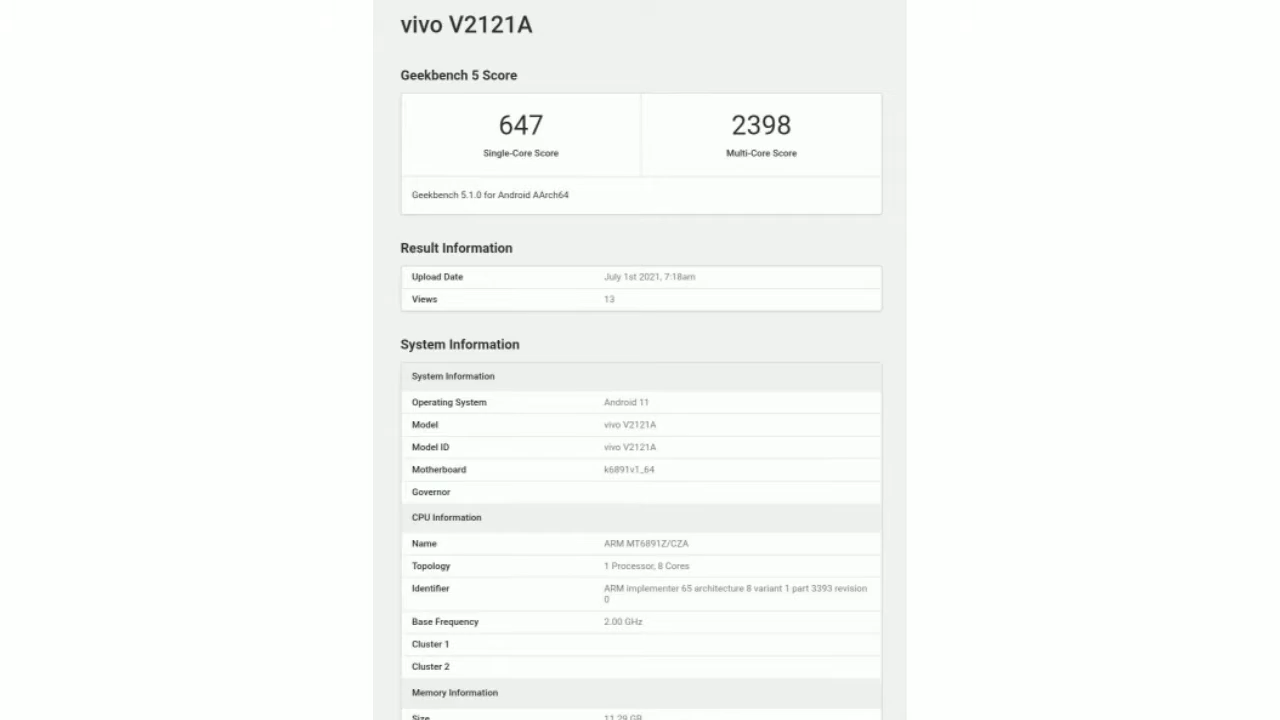 vivo V2121A
Geekbench 5 Score
647 2398
Single-Core Score Multi-Core Score
Geekbench 5.1.0 for Android AArch64
Result Information
Upload Date July 1st 2021, 7:18am
Views 13
System Information
System Information
Operating System Android 11
Model vivo V2121A
Model ID vivo V2121A
Motherboard k6891v1_64
Governor
CPU Information
Name ARM MT6891Z/CZA
Topology 1 Processor, 8 Cores
Identifier ARM implementer 65 architecture 8 variant 1 part 3393 revision
0
Base Frequency 2.00 GHz
Cluster 1
Cluster 2
Memory Information
Size 11.29 GB